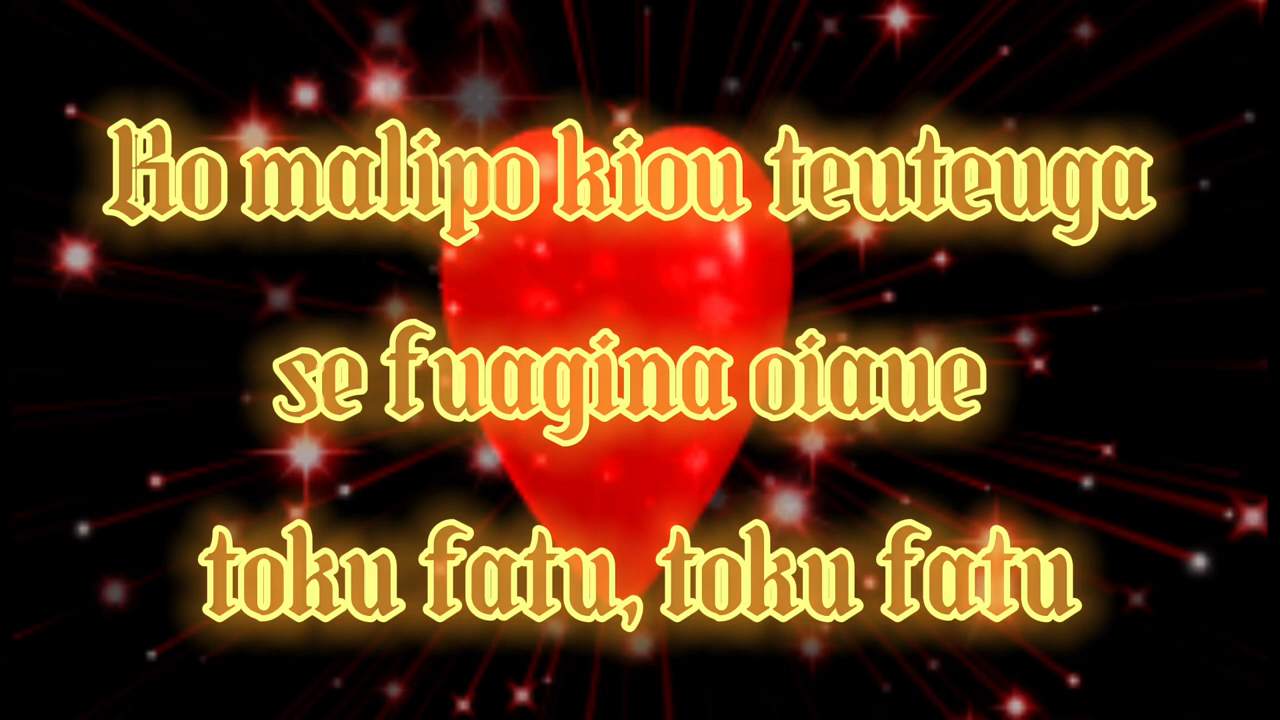 Ko malipo kiou teuteuga
se fuagina oiaue
toku fatu, toku fatu